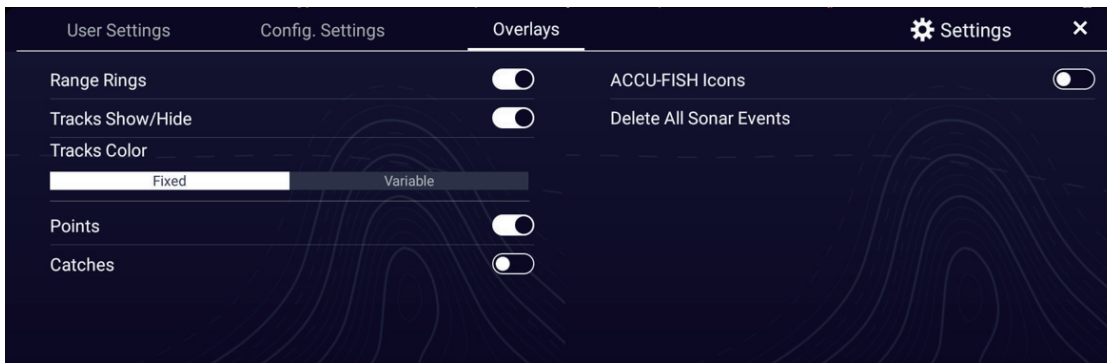 User Settings
Config. Settings
Overlays
Settings
Range Rings
Tracks Show/Hide
Tracks Color
Fixed
Variable
Points
Catches
ACCU-FISH Icons
Delete All Sonar Events